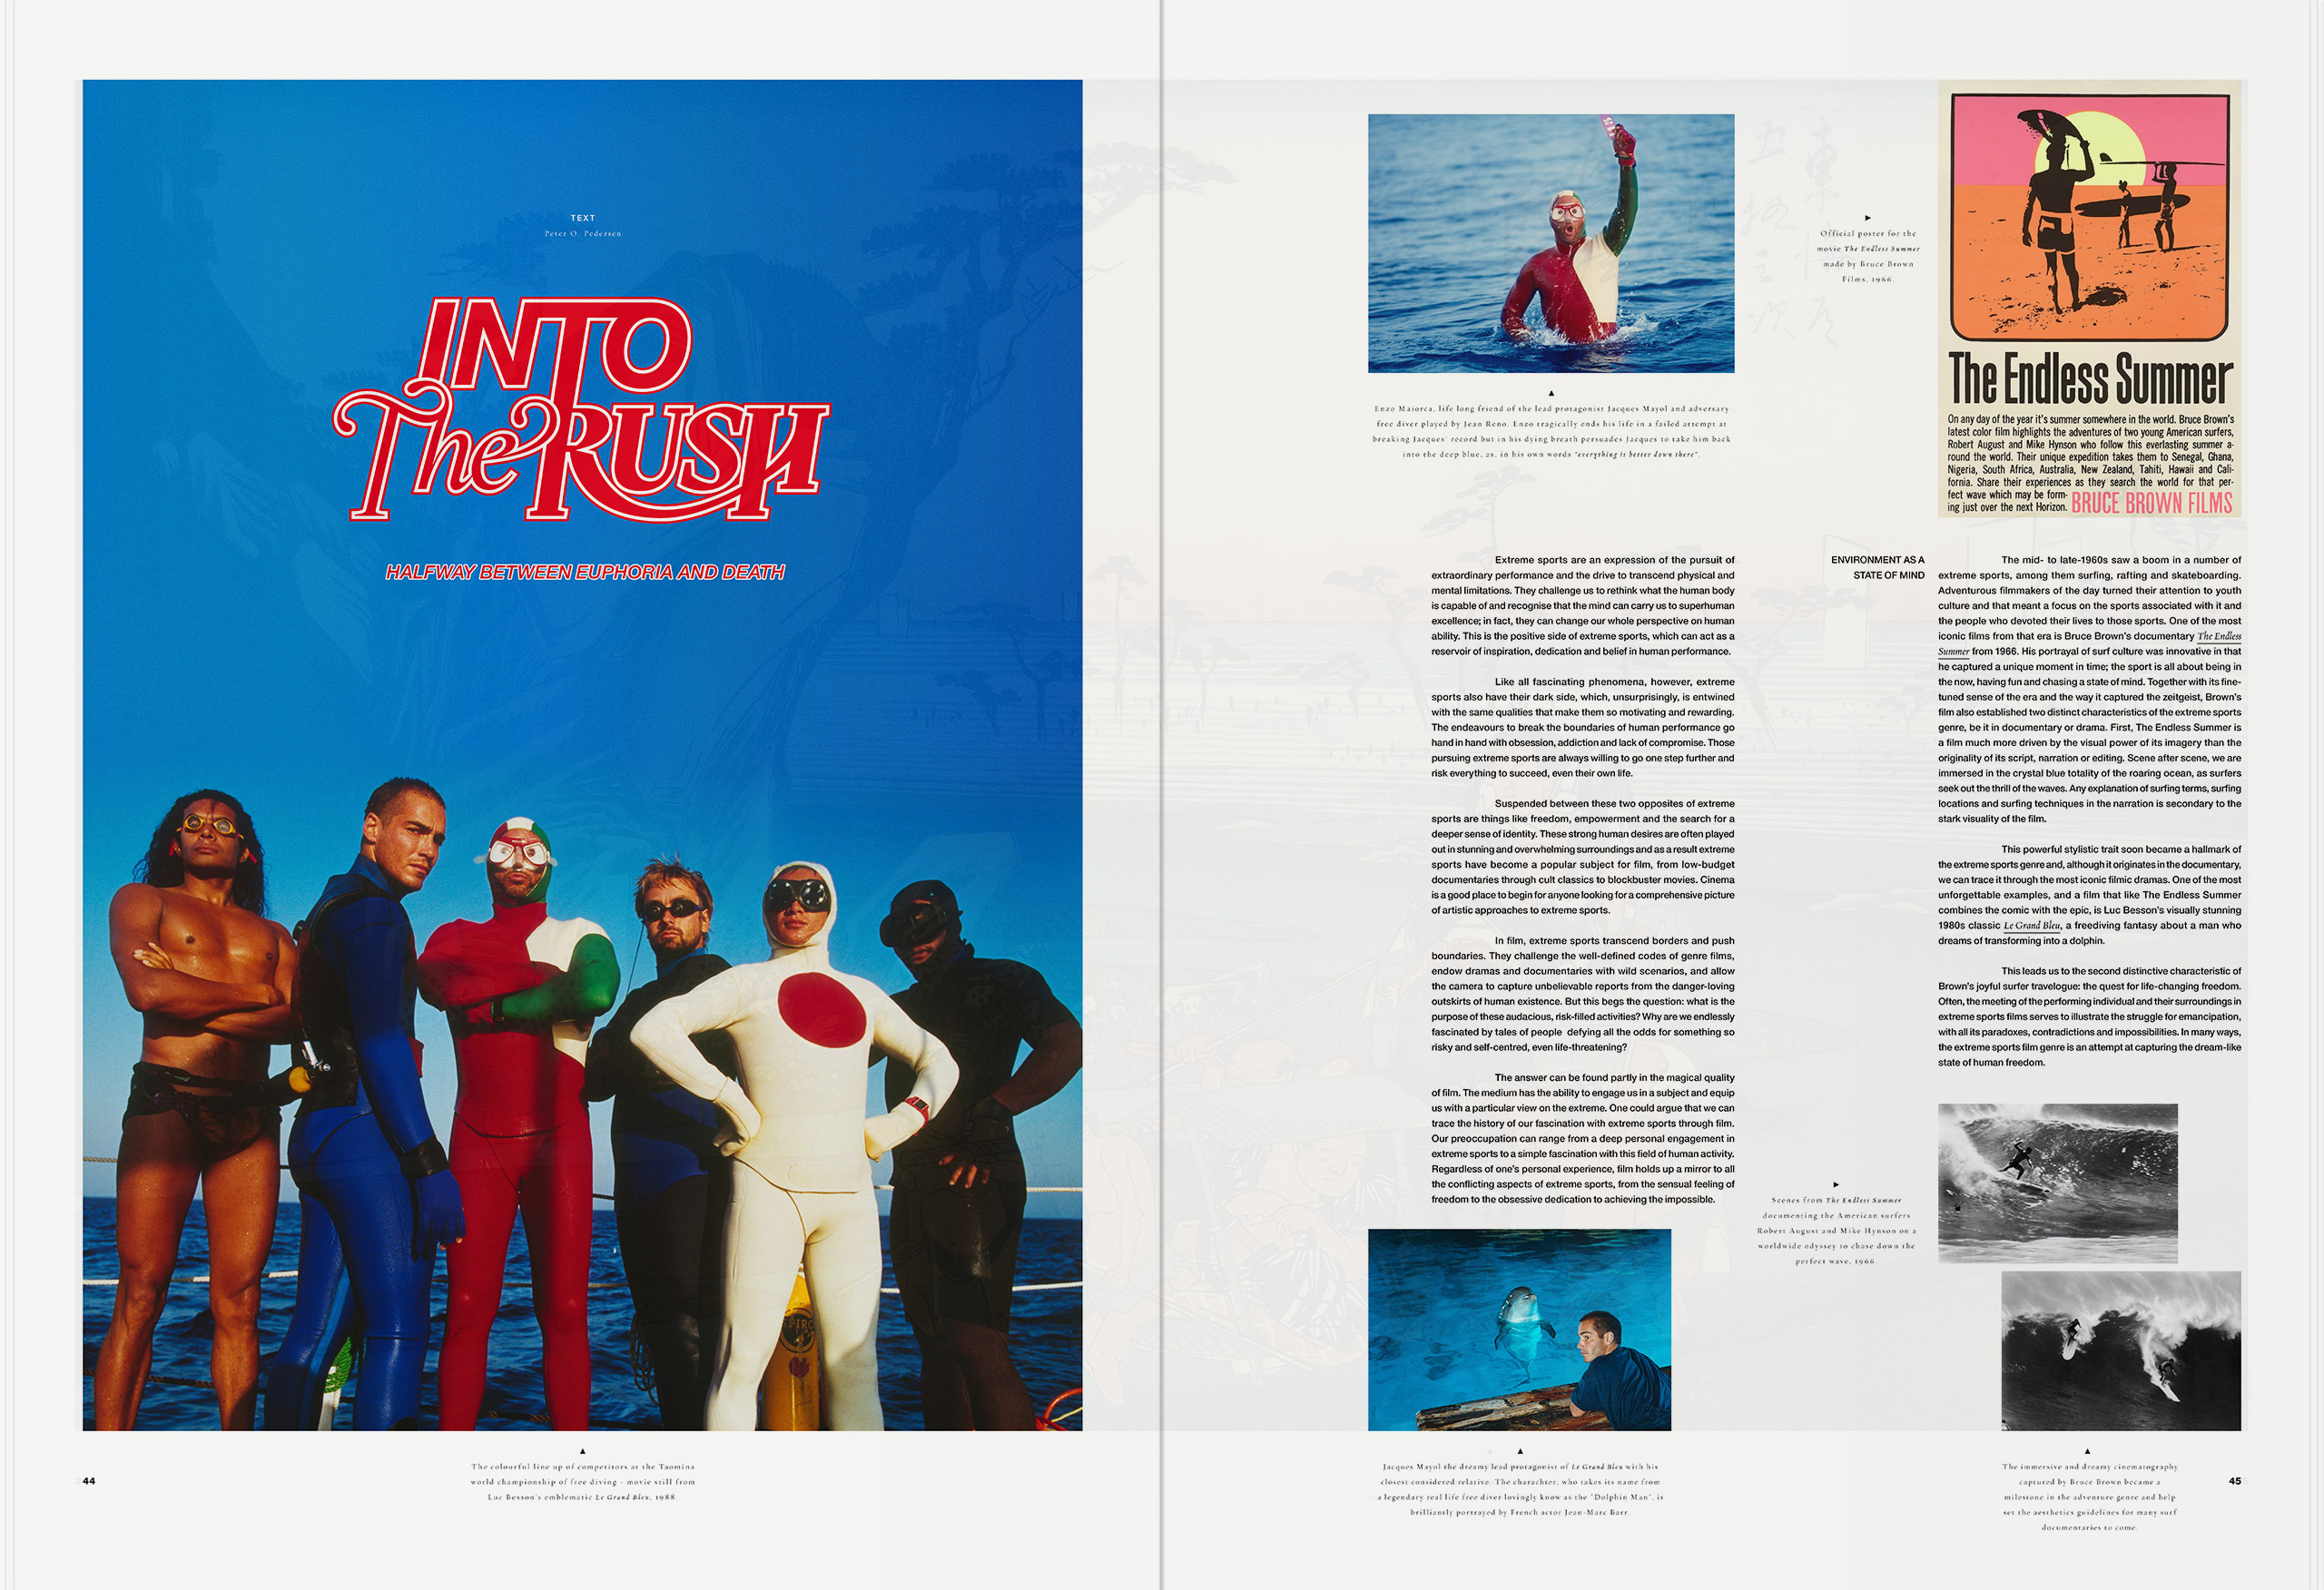 TEXT
Peter O. Pedersen
INTO
The RUSH
HALFWAY BETWEEN EUPHORIA AND DEATH
The colourful line up of competitors at the Taomina
world championship of free diving - movie still from
Luc Besson's emblematic Le Grand Bleu, 1988.
44
Enzo Maiorca, life long friend of the lead protagonist Jacques Mayol and adversary
free diver played by Jean Reno. Enzo tragically ends his life in a failed attempt at
breaking Jacques' record but in his dying breath persuades Jacques to take him back
into the deep blue, as, in his own words "everything is better down there".
Official poster for the
movie The Endless Summer
made by Bruce Brown
Films, 1966.
The Endless Summer
On any day of the year it's summer somewhere in the world. Bruce Brown's
latest color film highlights the adventures of two young American surfers,
Robert August and Mike Hynson who follow this everlasting summer a-
round the world. Their unique expedition takes them to Senegal, Ghana,
Nigeria, South Africa, Australia, New Zealand, Tahiti, Hawaii and Cali-
fornia. Share their experiences as they search the world for that per-
fect wave which may be form-
ing just over the next Horizon.
BRUCE BROWN FILMS
Extreme sports are an expression of the pursuit of
extraordinary performance and the drive to transcend physical and
mental limitations. They challenge us to rethink what the human body
is capable of and recognise that the mind can carry us to superhuman
excellence; in fact, they can change our whole perspective on human
ability. This is the positive side of extreme sports, which can act as a
reservoir of inspiration, dedication and belief in human performance.
Like all fascinating phenomena, however, extreme
sports also have their dark side, which, unsurprisingly, is entwined
with the same qualities that make them so motivating and rewarding.
The endeavours to break the boundaries of human performance go
hand in hand with obsession, addiction and lack of compromise. Those
pursuing extreme sports are always willing to go one step further and
risk everything to succeed, even their own life.
Suspended between these two opposites of extreme
sports are things like freedom, empowerment and the search for a
deeper sense of identity. These strong human desires are often played
out in stunning and overwhelming surroundings and as a result extreme
sports have become a popular subject for film, from low-budget
documentaries through cult classics to blockbuster movies. Cinema
is a good place to begin for anyone looking for a comprehensive picture
of artistic approaches to extreme sports.
In film, extreme sports transcend borders and push
boundaries. They challenge the well-defined codes of genre films,
endow dramas and documentaries with wild scenarios, and allow
the camera to capture unbelievable reports from the danger-loving
outskirts of human existence. But this begs the question: what is the
purpose of these audacious, risk-filled activities? Why are we endlessly
fascinated by tales of people defying all the odds for something so
risky and self-centred, even life-threatening?
The answer can be found partly in the magical quality
of film. The medium has the ability to engage us in a subject and equip
us with a particular view on the extreme. One could argue that we can
trace the history of our fascination with extreme sports through film.
Our preoccupation can range from a deep personal engagement in
extreme sports to a simple fascination with this field of human activity.
Regardless of one's personal experience, film holds up a mirror to all
the conflicting aspects of extreme sports, from the sensual feeling of
freedom to the obsessive dedication to achieving the impossible.
ENVIRONMENT AS A
STATE OF MIND
The mid- to late-1960s saw a boom in a number of
extreme sports, among them surfing, rafting and skateboarding.
Adventurous filmmakers of the day turned their attention to youth
culture and that meant a focus on the sports associated with it and
the people who devoted their lives to those sports. One of the most
iconic films from that era is Bruce Brown's documentary The Endless
Summer from 1966. His portrayal of surf culture was innovative in that
he captured a unique moment in time; the sport is all about being in
the now, having fun and chasing a state of mind. Together with its fine-
tuned sense of the era and the way it captured the zeitgeist, Brown's
film also established two distinct characteristics of the extreme sports
genre, be it in documentary or drama. First, The Endless Summer is
a film much more driven by the visual power of its imagery than the
originality of its script, narration or editing. Scene after scene, we are
immersed in the crystal blue totality of the roaring ocean, as surfers
seek out the thrill of the waves. Any explanation of surfing terms, surfing
locations and surfing techniques in the narration is secondary to the
stark visuality of the film.
This powerful stylistic trait soon became a hallmark of
the extreme sports genre and, although it originates in the documentary,
we can trace it through the most iconic filmic dramas. One of the most
unforgettable examples, and a film that like The Endless Summer
combines the comic with the epic, is Luc Besson's visually stunning
1980s classic Le Grand Bleu, a freediving fantasy about a man who
dreams of transforming into a dolphin.
This leads us to the second distinctive characteristic of
Brown's joyful surfer travelogue: the quest for life-changing freedom.
Often, the meeting of the performing individual and their surroundings in
extreme sports films serves to illustrate the struggle for emancipation,
with all its paradoxes, contradictions and impossibilities. In many ways,
the extreme sports film genre is an attempt at capturing the dream-like
state of human freedom.
Scenes from The Endless Summer
documenting the American surfers
Robert August and Mike Hynson on a
worldwide odyssey to chase down the
perfect wave, 1966.
Jacques Mayol the dreamy lead protagonist of Le Grand Bleu with his
closest considered relative. The charachter, who takes its name from
a legendary real life free diver lovingly know as the "Dolphin Man", is
brilliantly portrayed by French actor Jean-Marc Barr.
The immersive and dreamy cinematography
captured by Bruce Brown became a
milestone in the adventure genre and help
set the aesthetics guidelines for many surf
documentaries to come.
45